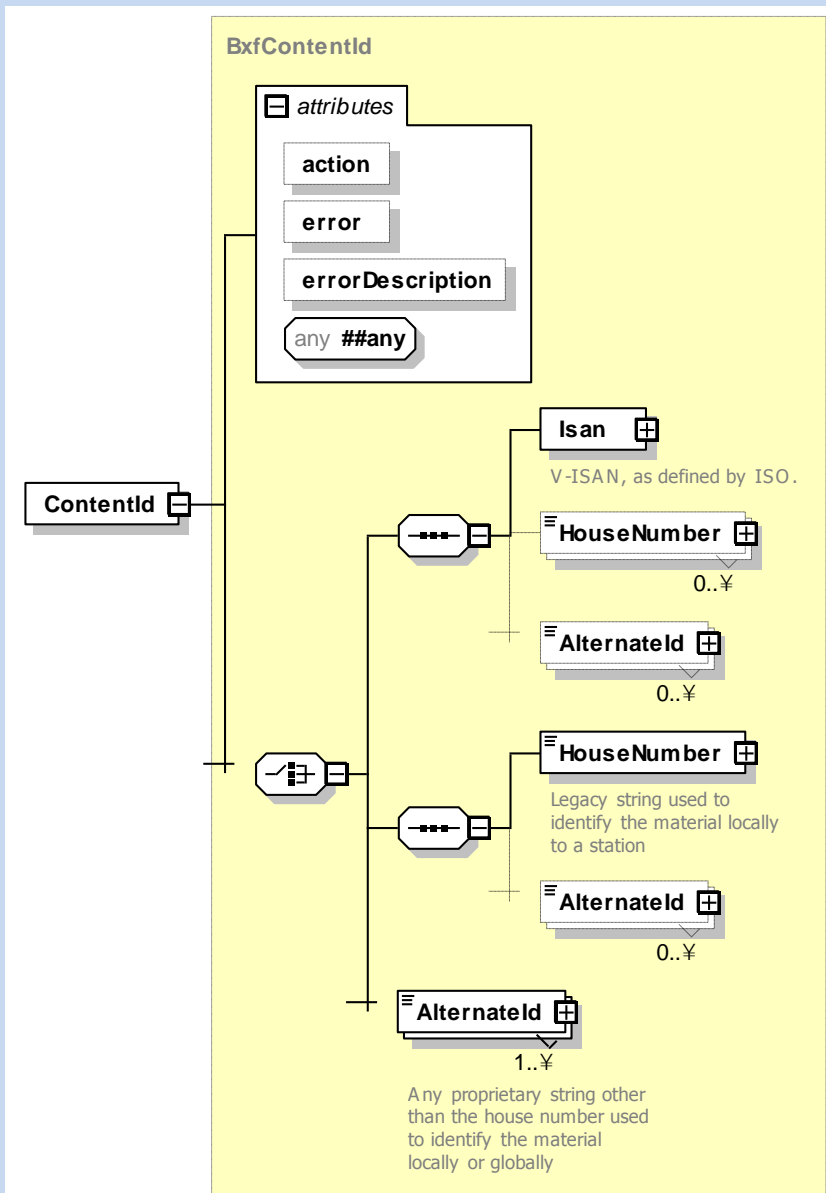 BxfContentId
attributes
action
error
errorDescription
any ##any
ContentId
Isan
V-ISAN, as defined by ISO.
HouseNumber
0..¥
AlternateId
0..¥
HouseNumber
Legacy string used to
identify the material locally
to a station
AlternateId
0..¥
AlternateId
1..¥
Any proprietary string other
than the house number used
to identify the material
locally or globally